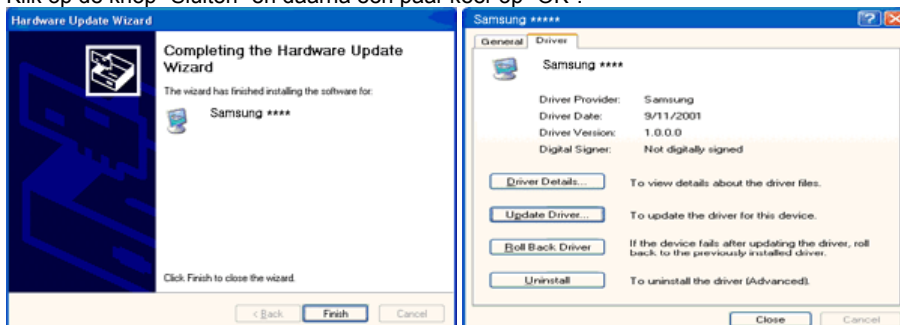 Klik op de knop "Sluiten" en daarna een paar keer op "OK".
Hardware Update Wizard
Completing the Hardware Update
Wizard
The wizard has finished installing the software for:
Samsung ****
Click Finish to close the wizard.
< Back
Finish
Cancel
Samsung *****
General
Driver
Samsung ****
Driver Provider: Samsung
Driver Date: 9/11/2001
Driver Version: 1.0.0.0
Digital Signer: Not digitally signed
Driver Details... To view details about the driver files.
Update Driver... To update the driver for this device.
Roll Back Driver If the device fails after updating the driver, roll
back to the previously installed driver.
Uninstall To uninstall the driver (Advanced).
Close
Cancel